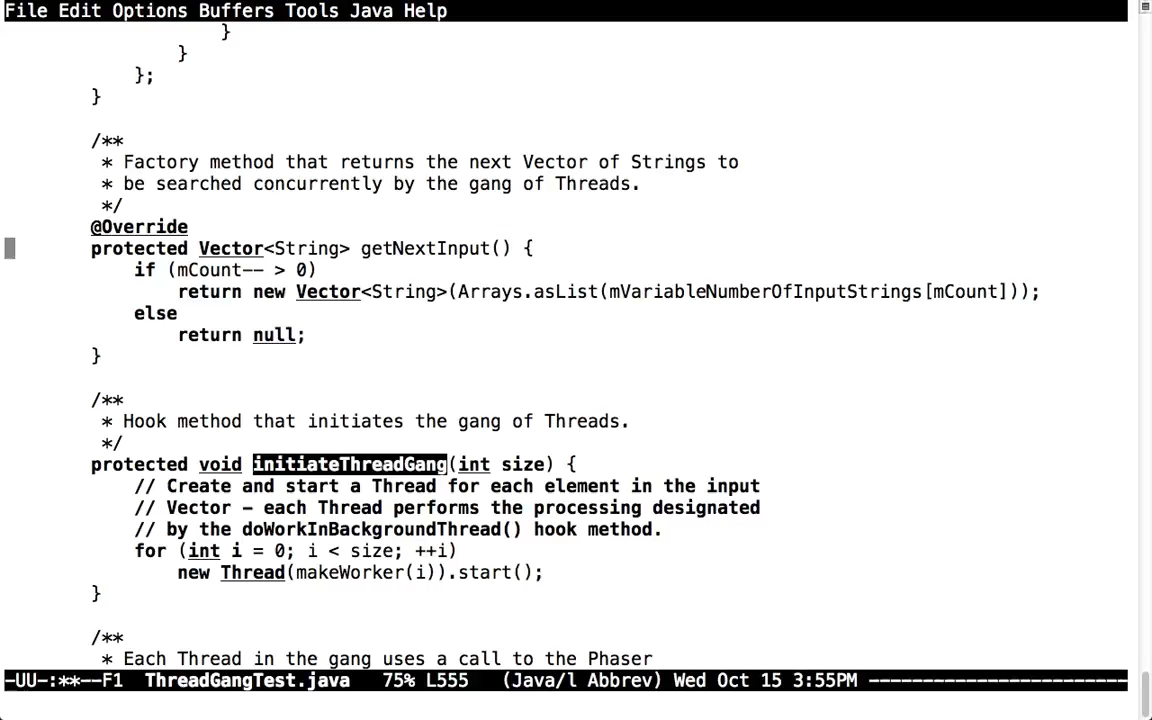 File Edit Options Buffers Tools Java Help
}
}
};
}
/**
* Factory method that returns the next Vector of Strings to
* be searched concurrently by the gang of Threads.
*/
@Override
protected Vector<String> getNextInput() {
if (mCount-- > 0)
return new Vector<String>(Arrays.asList(mVariableNumberOfInputStrings[mCount]));
else
return null;
}
/**
* Hook method that initiates the gang of Threads.
*/
protected void initiateThreadGang(int size) {
// Create and start a Thread for each element in the input
// Vector - each Thread performs the processing designated
// by the doWorkInBackgroundThread() hook method.
for (int i = 0; i < size; ++i)
new Thread(makeWorker(i)).start();
}
/**
* Each Thread in the gang uses a call to the Phaser
-UU-:**--F1 ThreadGangTest.java 75% L555 (Java/l Abbrev) Wed Oct 15 3:55PM ------------------------